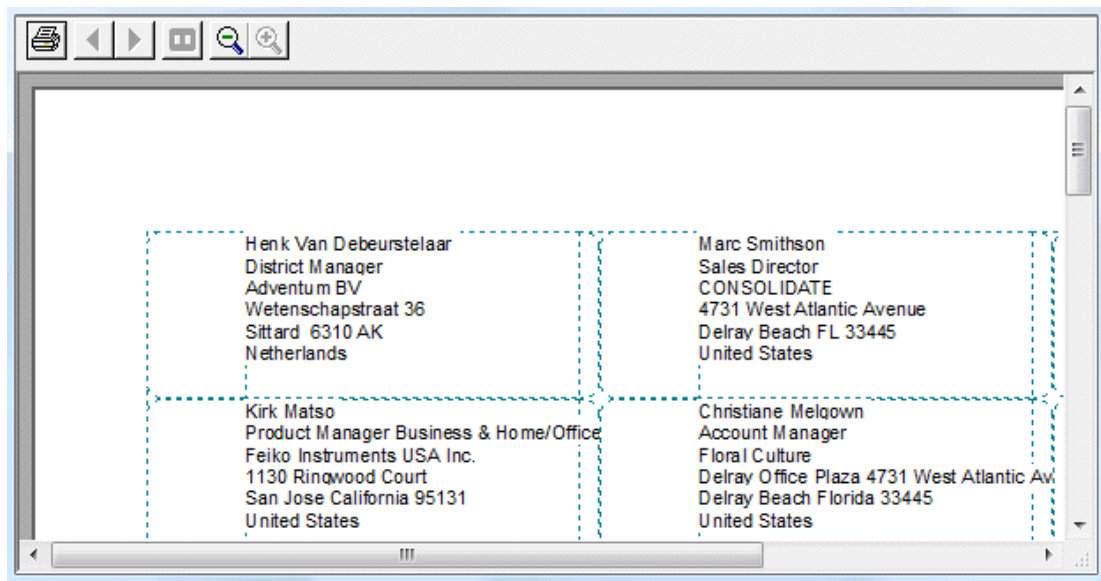 Henk Van Debeurstelaar
District Manager
Adventum BV
Wetenschapstraat 36
Sittard 6310 AK
Netherlands
Marc Smithson
Sales Director
CONSOLIDATE
4731 West Atlantic Avenue
Delray Beach FL 33445
United States
Kirk Matso
Product Manager Business & Home/Office
Feiko Instruments USA Inc.
1130 Ringwood Court
San Jose California 95131
United States
Christiane Melgown
Account Manager
Floral Culture
Delray Office Plaza 4731 West Atlantic Av
Delray Beach Florida 33445
United States